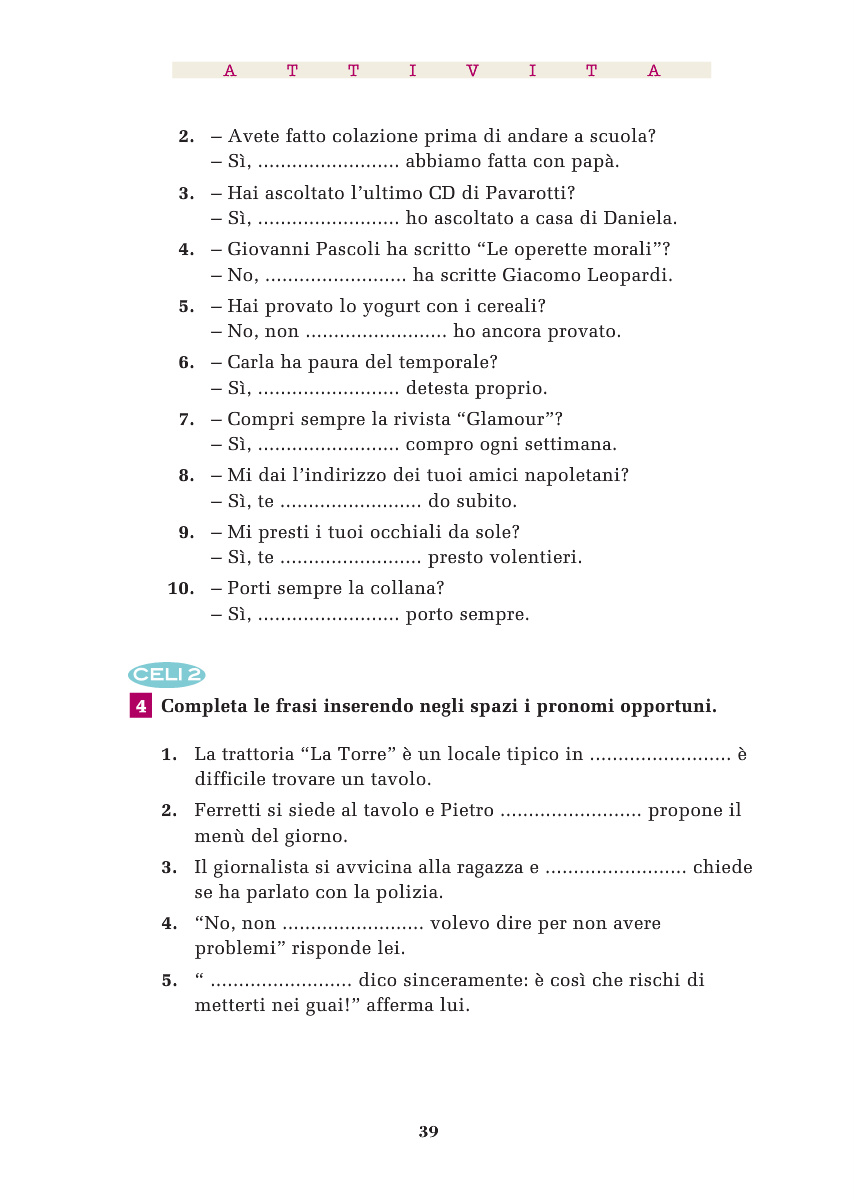 A T T I V I T A
2. – Avete fatto colazione prima di andare a scuola?
– Sì, ......................... abbiamo fatta con papà.
3. – Hai ascoltato l’ultimo CD di Pavarotti?
– Sì, ......................... ho ascoltato a casa di Daniela.
4. – Giovanni Pascoli ha scritto “Le operette morali”?
– No, ......................... ha scritte Giacomo Leopardi.
5. – Hai provato lo yogurt con i cereali?
– No, non ......................... ho ancora provato.
6. – Carla ha paura del temporale?
– Sì, ......................... detesta proprio.
7. – Compri sempre la rivista “Glamour”?
– Sì, ......................... compro ogni settimana.
8. – Mi dai l’indirizzo dei tuoi amici napoletani?
– Sì, te ......................... do subito.
9. – Mi presti i tuoi occhiali da sole?
– Sì, te ......................... presto volentieri.
10. – Porti sempre la collana?
– Sì, ......................... porto sempre.
CELI 2
4 Completa le frasi inserendo negli spazi i pronomi opportuni.
1. La trattoria “La Torre” è un locale tipico in ......................... è
difficile trovare un tavolo.
2. Ferretti si siede al tavolo e Pietro ......................... propone il
menù del giorno.
3. Il giornalista si avvicina alla ragazza e ......................... chiede
se ha parlato con la polizia.
4. “No, non ......................... volevo dire per non avere
problemi” risponde lei.
5. “ ......................... dico sinceramente: è così che rischi di
metterti nei guai!” afferma lui.
39